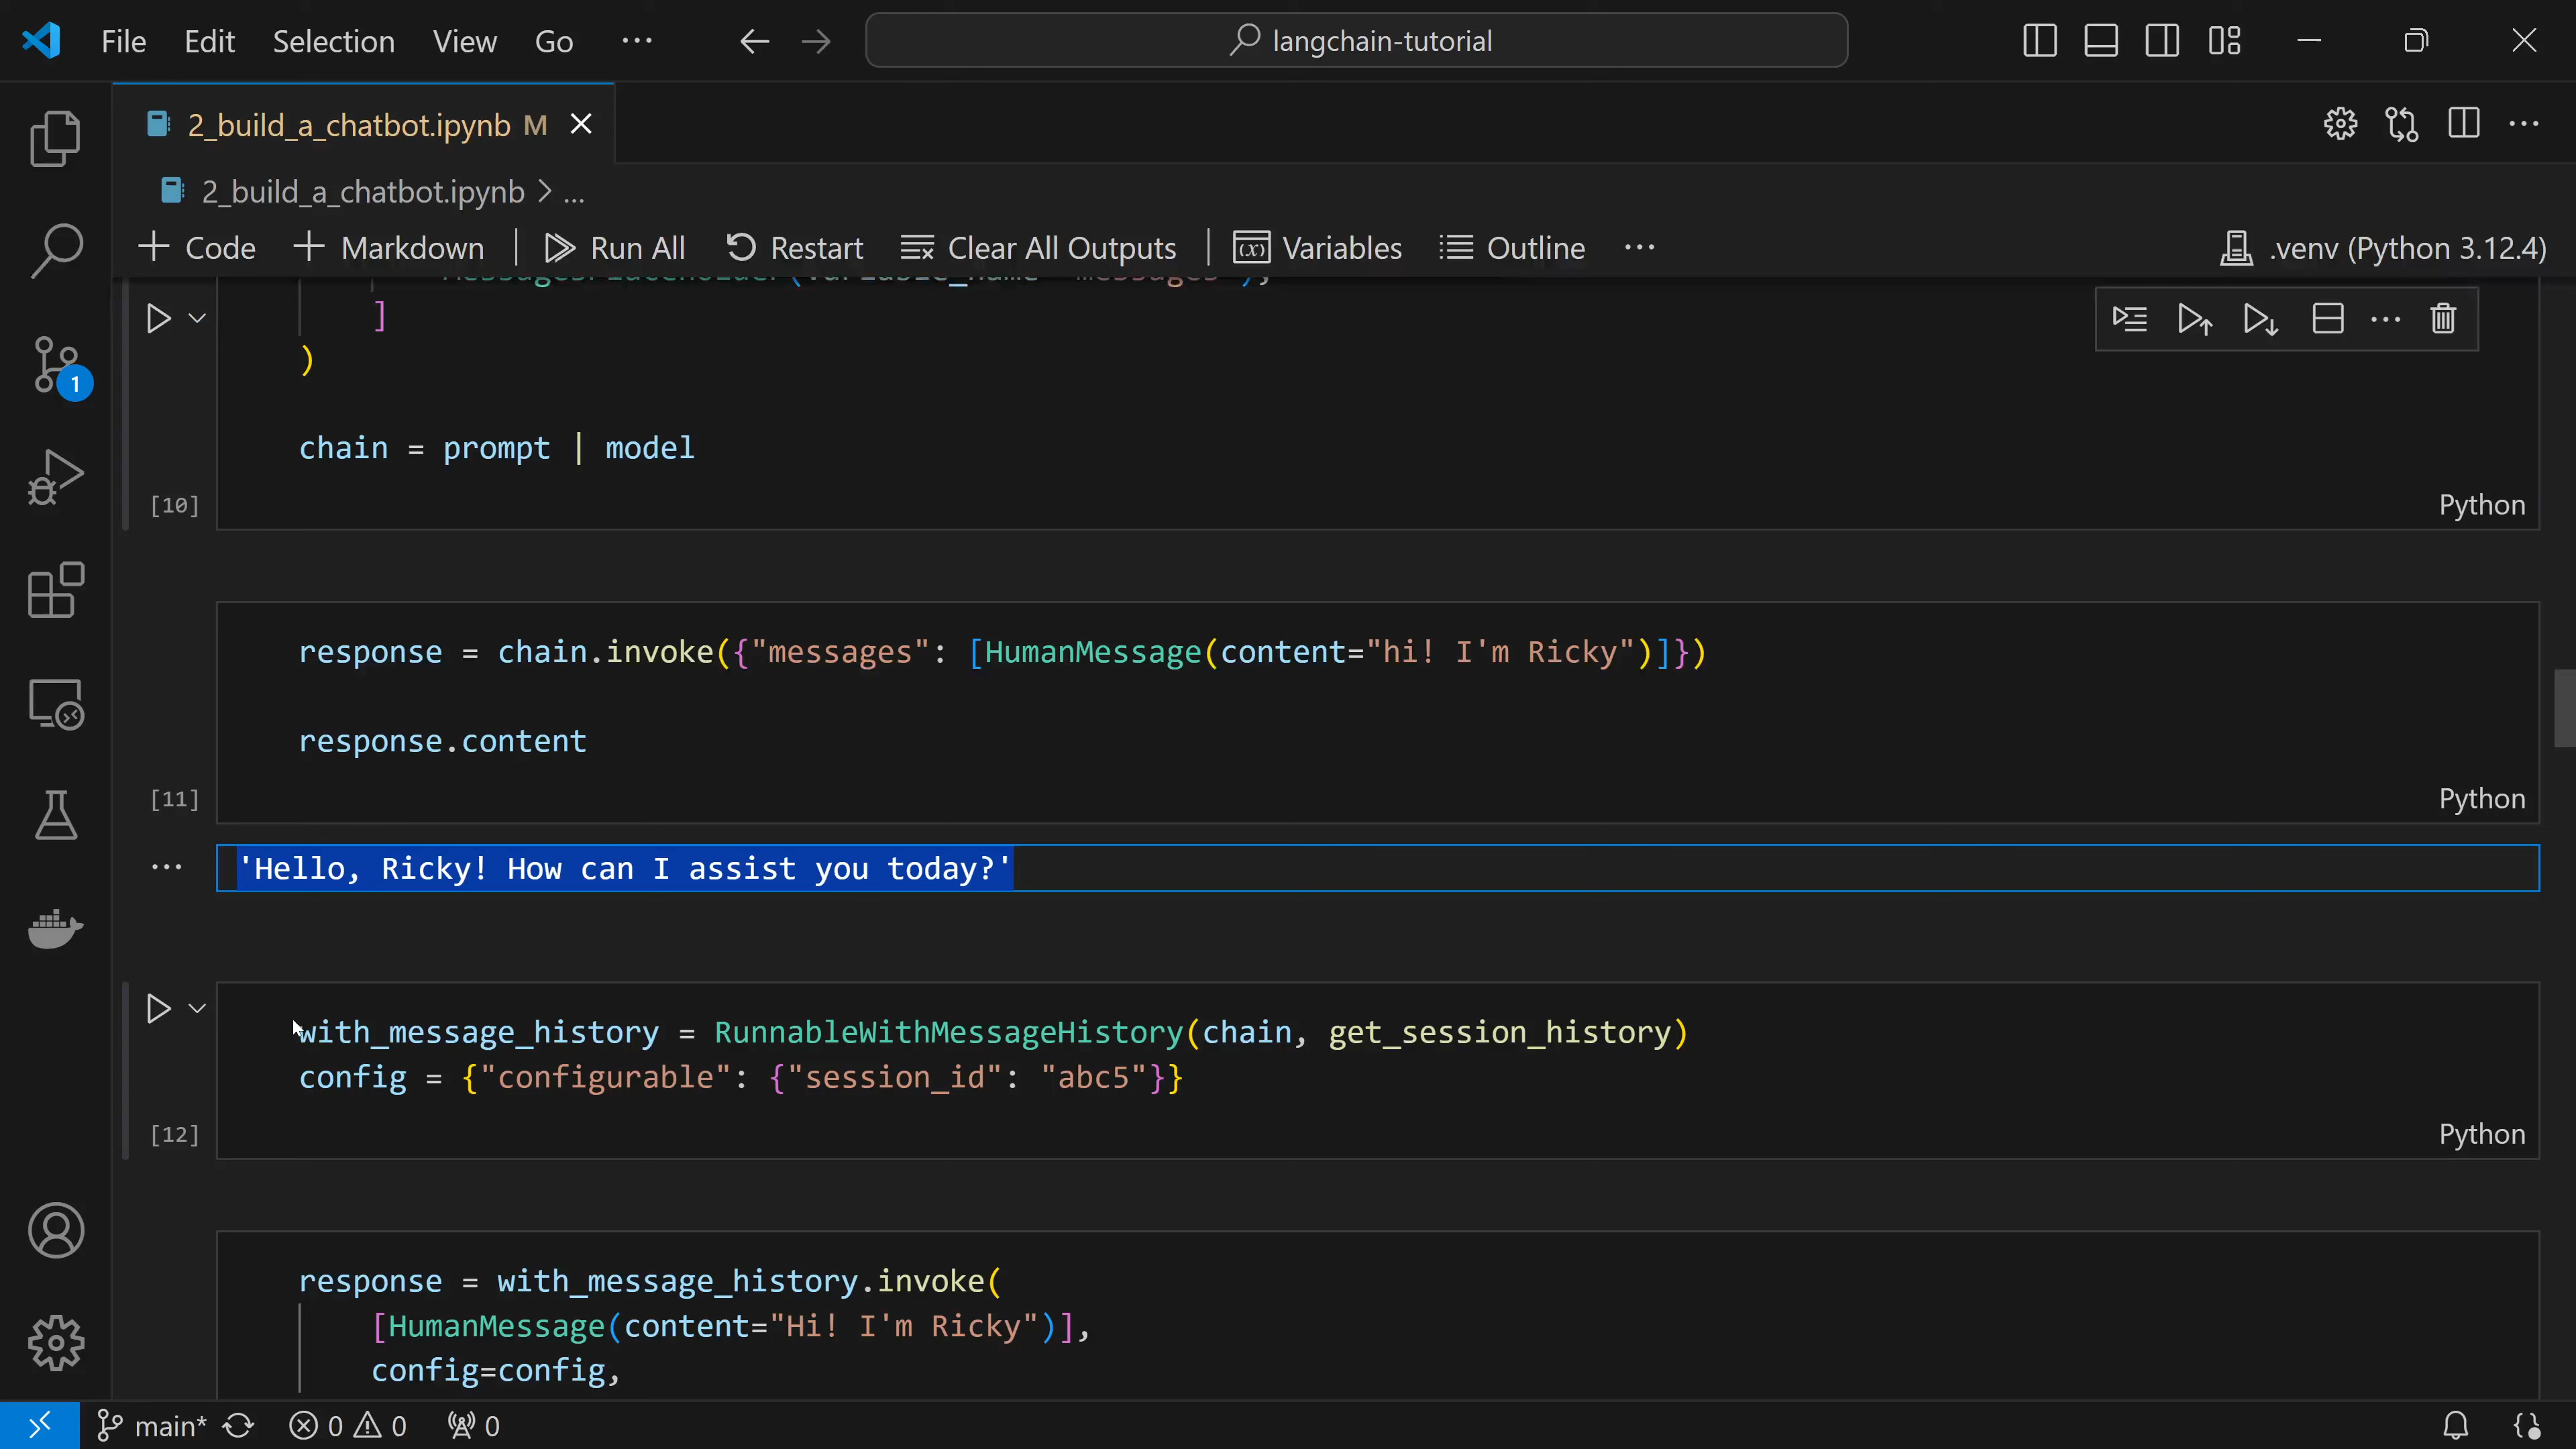 File Edit Selection View Go ··· langchain-tutorial
2_build_a_chatbot.ipynb M
2_build_a_chatbot.ipynb > ...
Code Markdown Run All Restart Clear All Outputs Variables Outline ··· .venv (Python 3.12.4)
]
)
chain = prompt | model
[10] Python
response = chain.invoke({"messages": [HumanMessage(content="hi! I'm Ricky")]})
response.content
[11] Python
'Hello, Ricky! How can I assist you today?'
with_message_history = RunnableWithMessageHistory(chain, get_session_history)
config = {"configurable": {"session_id": "abc5"}}
[12] Python
response = with_message_history.invoke(
[HumanMessage(content="Hi! I'm Ricky")],
config=config,
1
main* 0 0 0